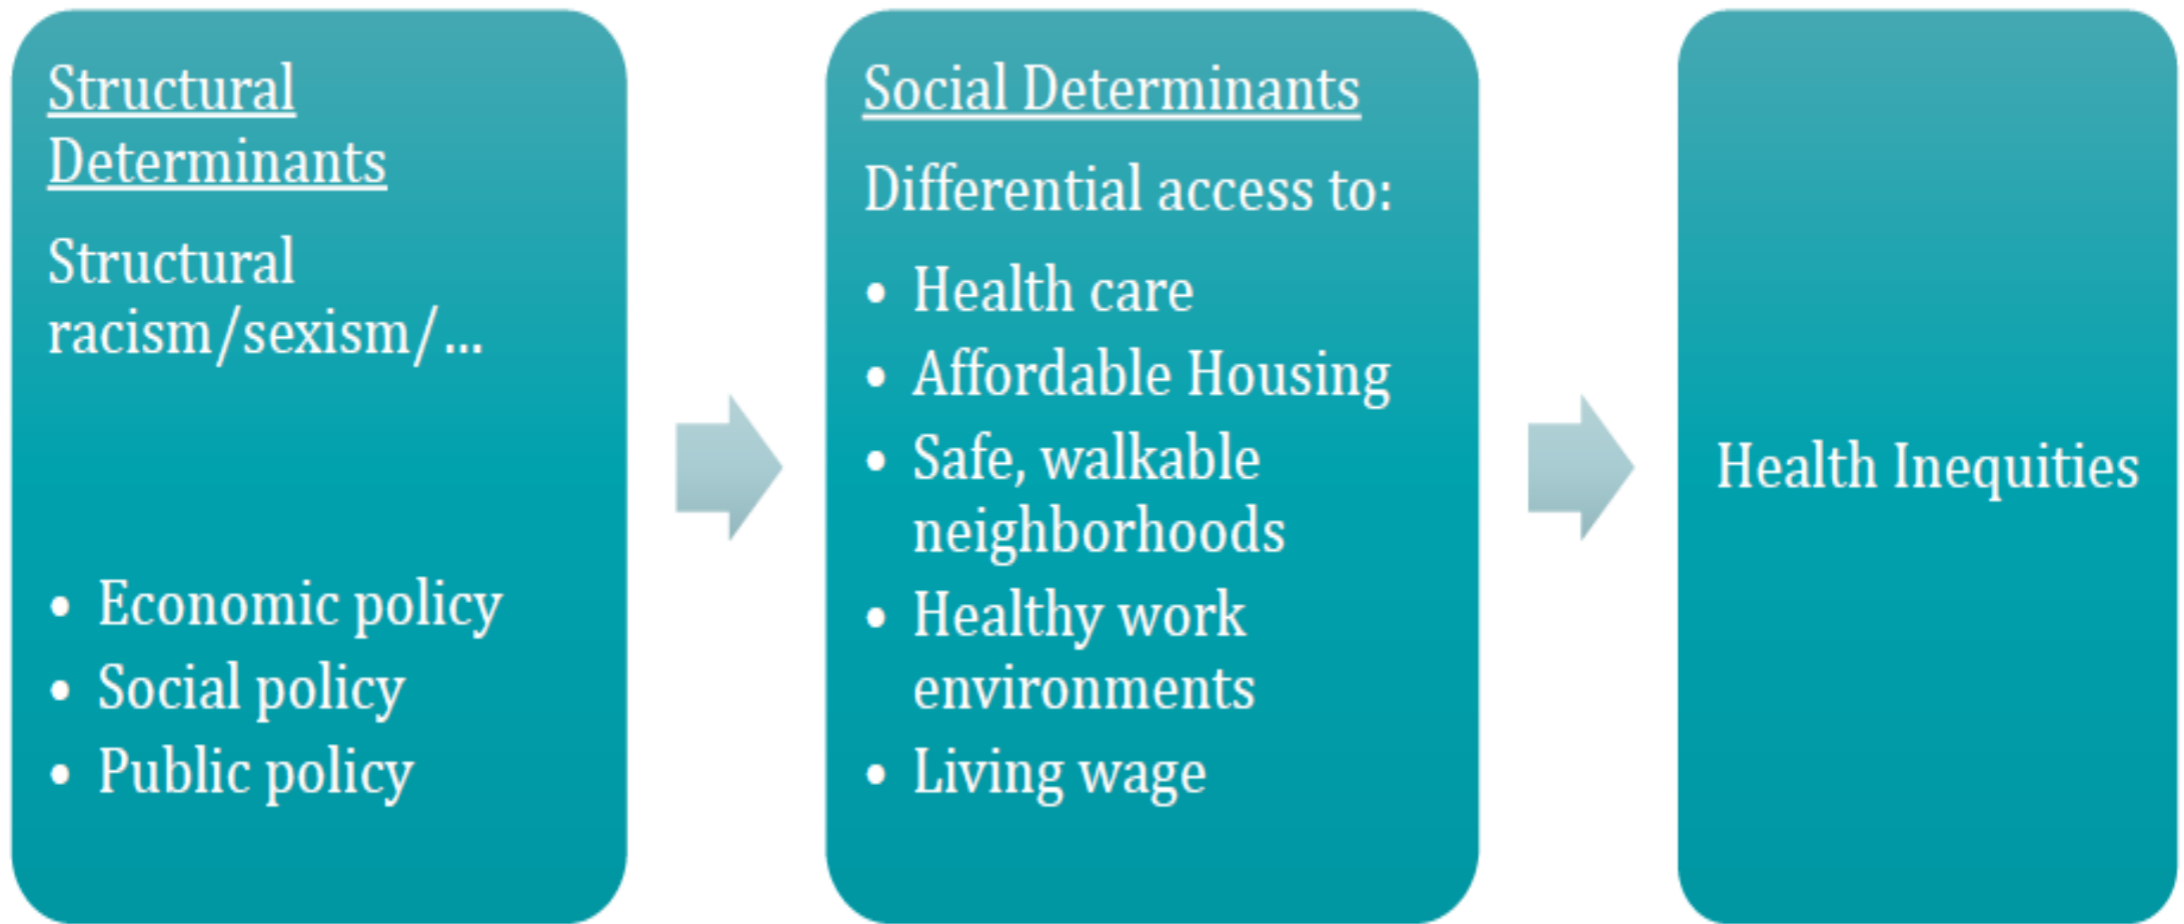 Structural
Determinants
Structural
racism/sexism/...
• Economic policy
• Social policy
• Public policy
Social Determinants
Differential access to:
• Health care
• Affordable Housing
• Safe, walkable
neighborhoods
• Healthy work
environments
• Living wage
Health Inequities